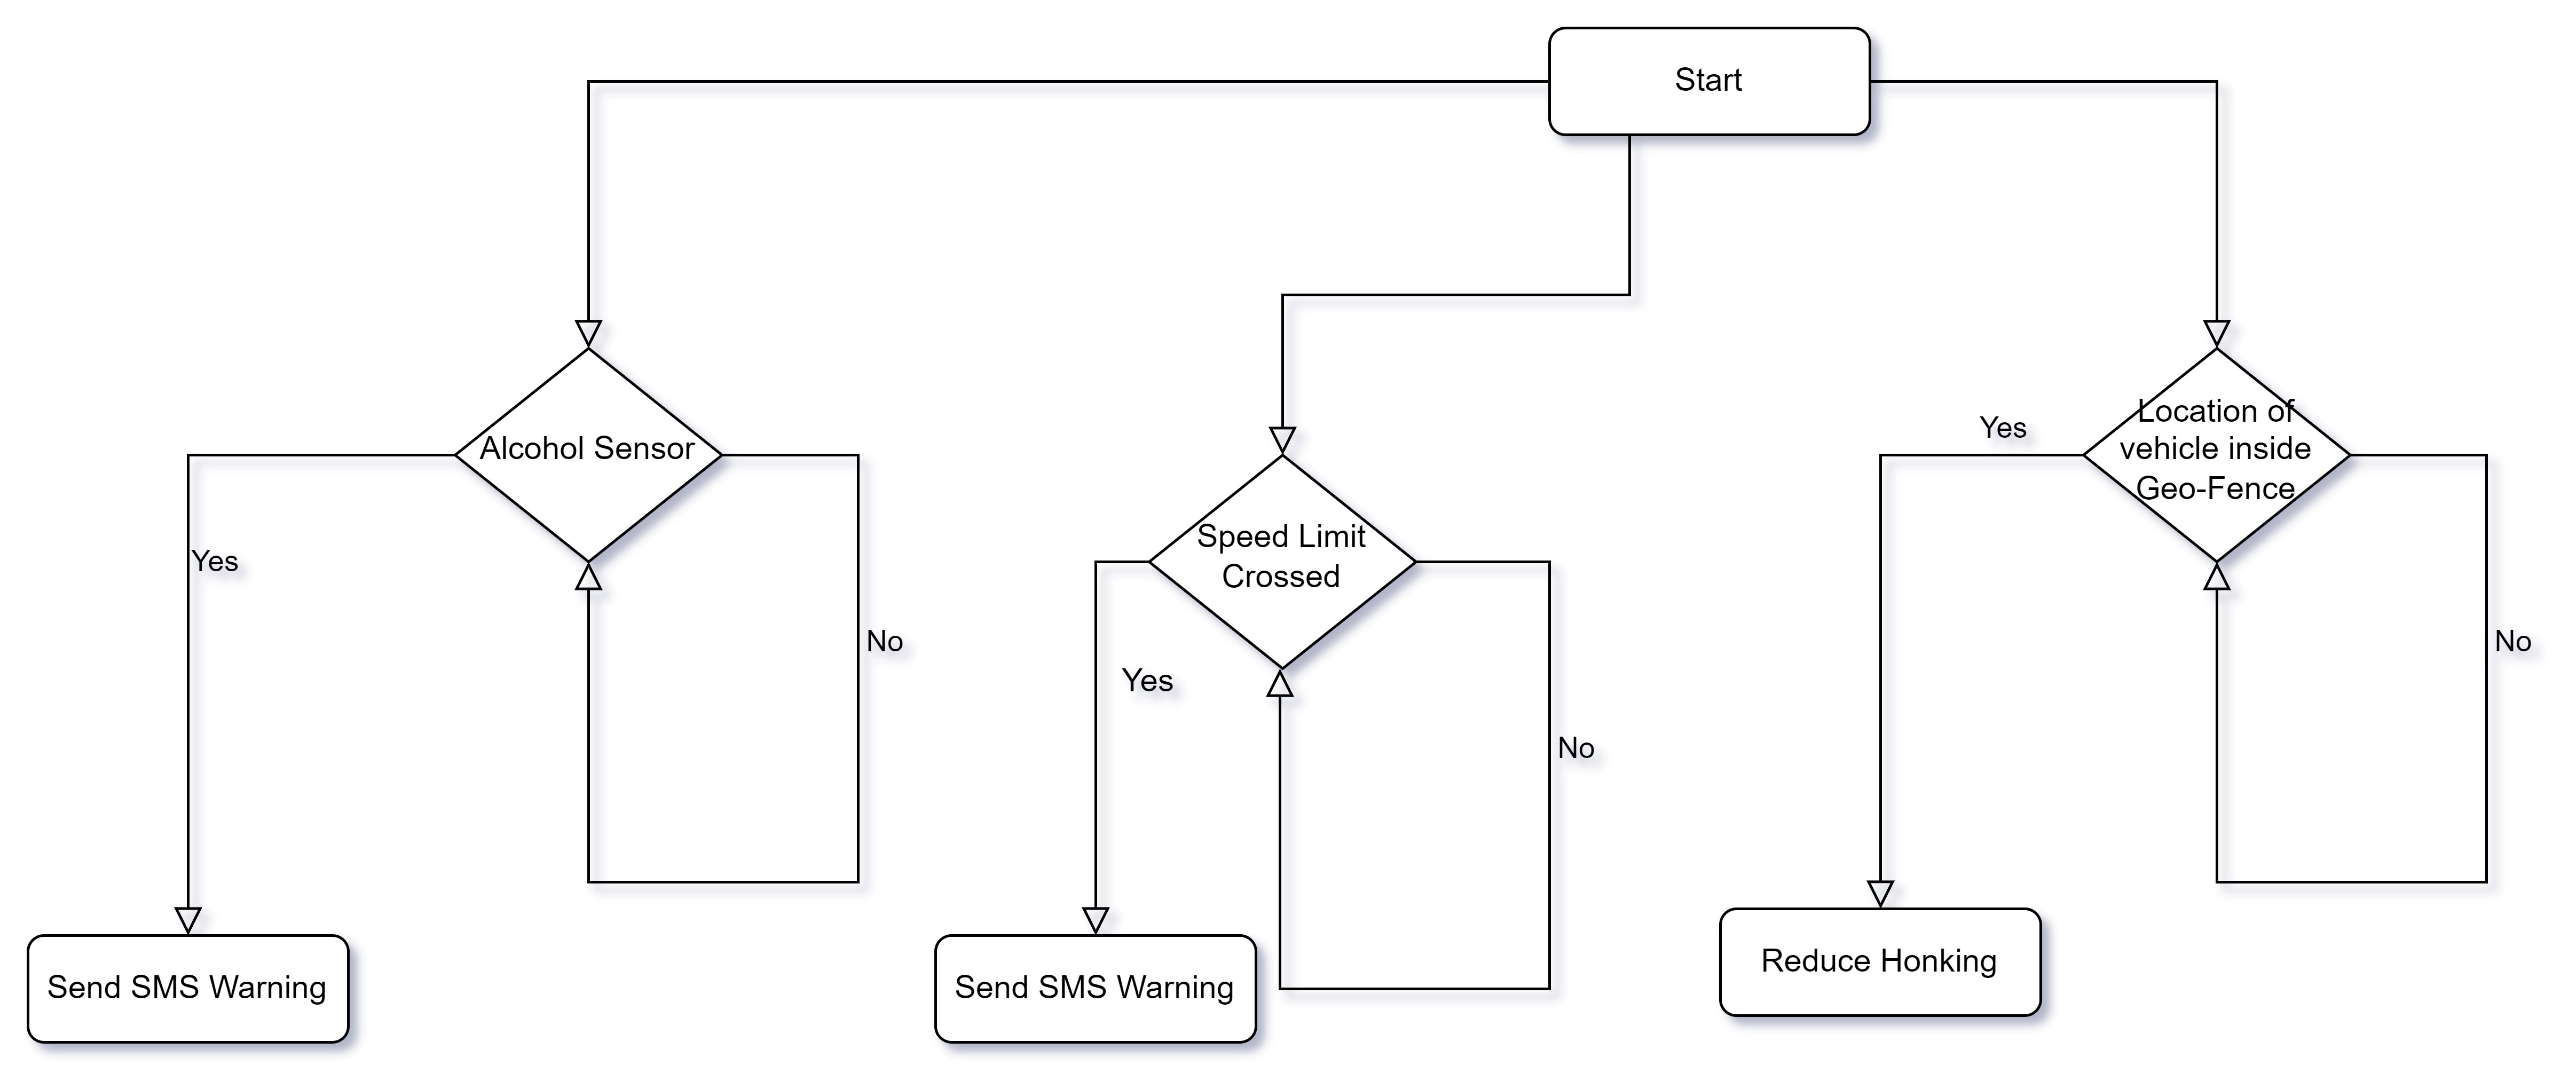 Start
Alcohol Sensor
Yes
No
Send SMS Warning
Speed Limit
Crossed
Yes
No
Send SMS Warning
Location of
vehicle inside
Geo-Fence
Yes
No
Reduce Honking